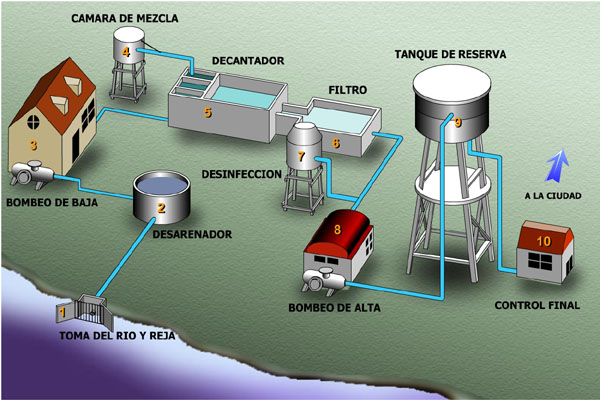 CAMARA DE MEZCLA
4
DECANTADOR
TANQUE DE RESERVA
FILTRO
5
9
3
6
7
DESINFECCION
A LA CIUDAD
BOMBEO DE BAJA
2
8
DESARENADOR
10
BOMBEO DE ALTA
CONTROL FINAL
1
TOMA DEL RIO Y REJA